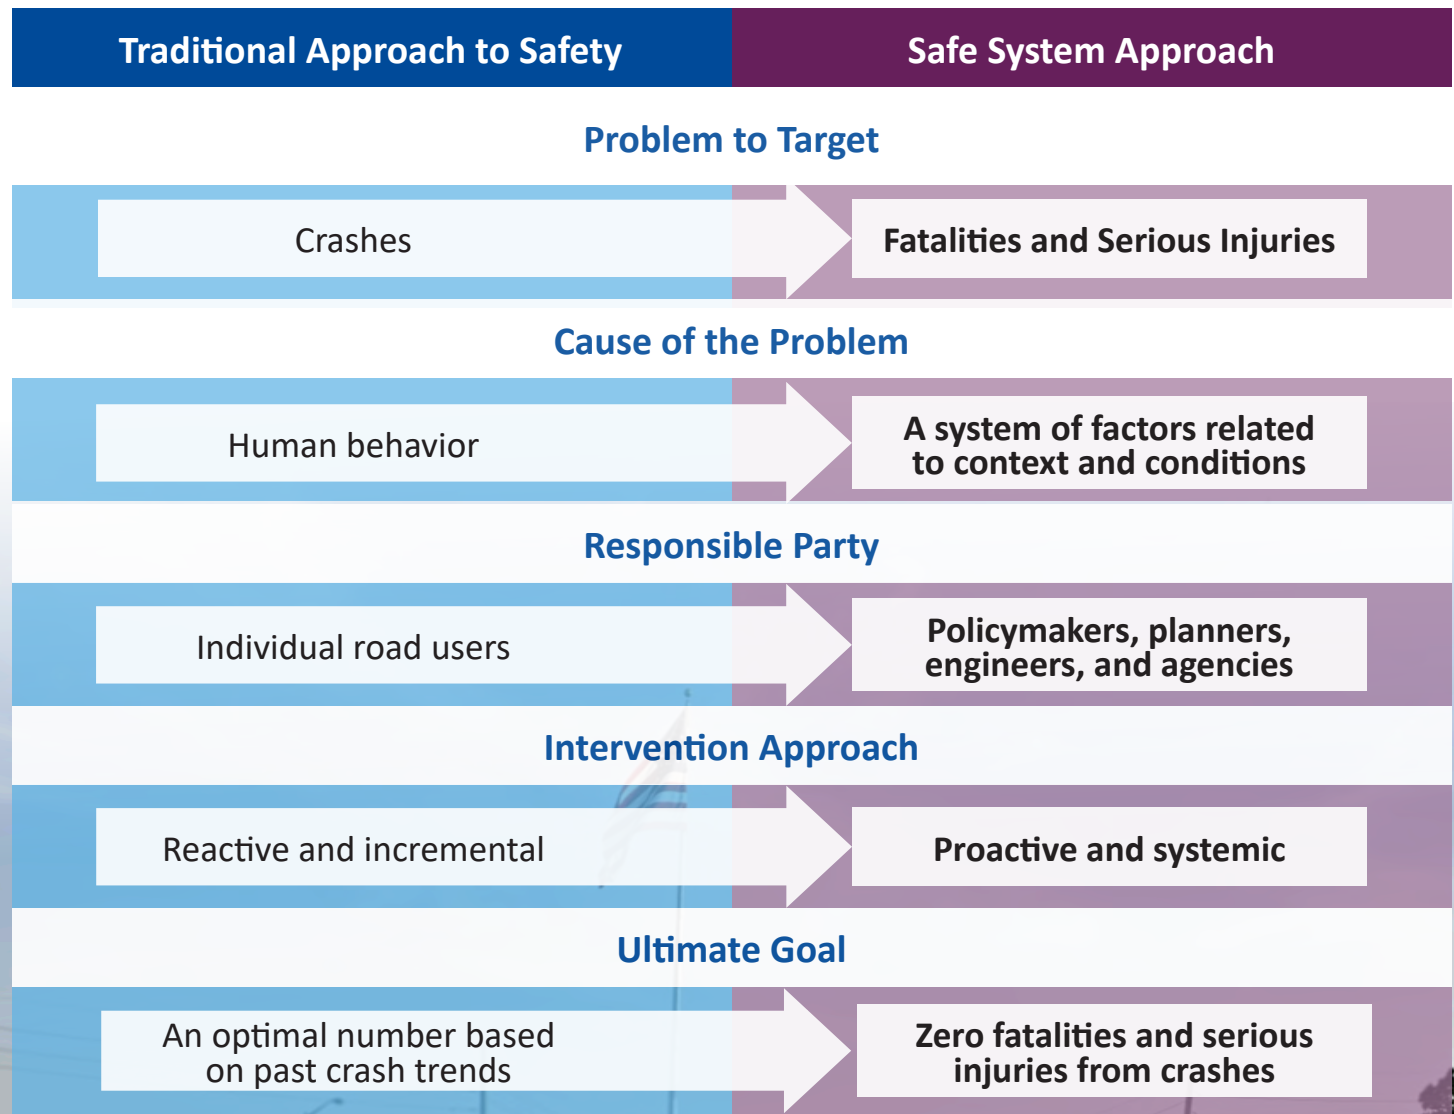 Traditional Approach to Safety
Safe System Approach
Problem to Target
Crashes
Fatalities and Serious Injuries
Cause of the Problem
Human behavior
A system of factors related
to context and conditions
Responsible Party
Individual road users
Policymakers, planners,
engineers, and agencies
Intervention Approach
Reactive and incremental
Proactive and systemic
Ultimate Goal
An optimal number based
on past crash trends
Zero fatalities and serious
injuries from crashes